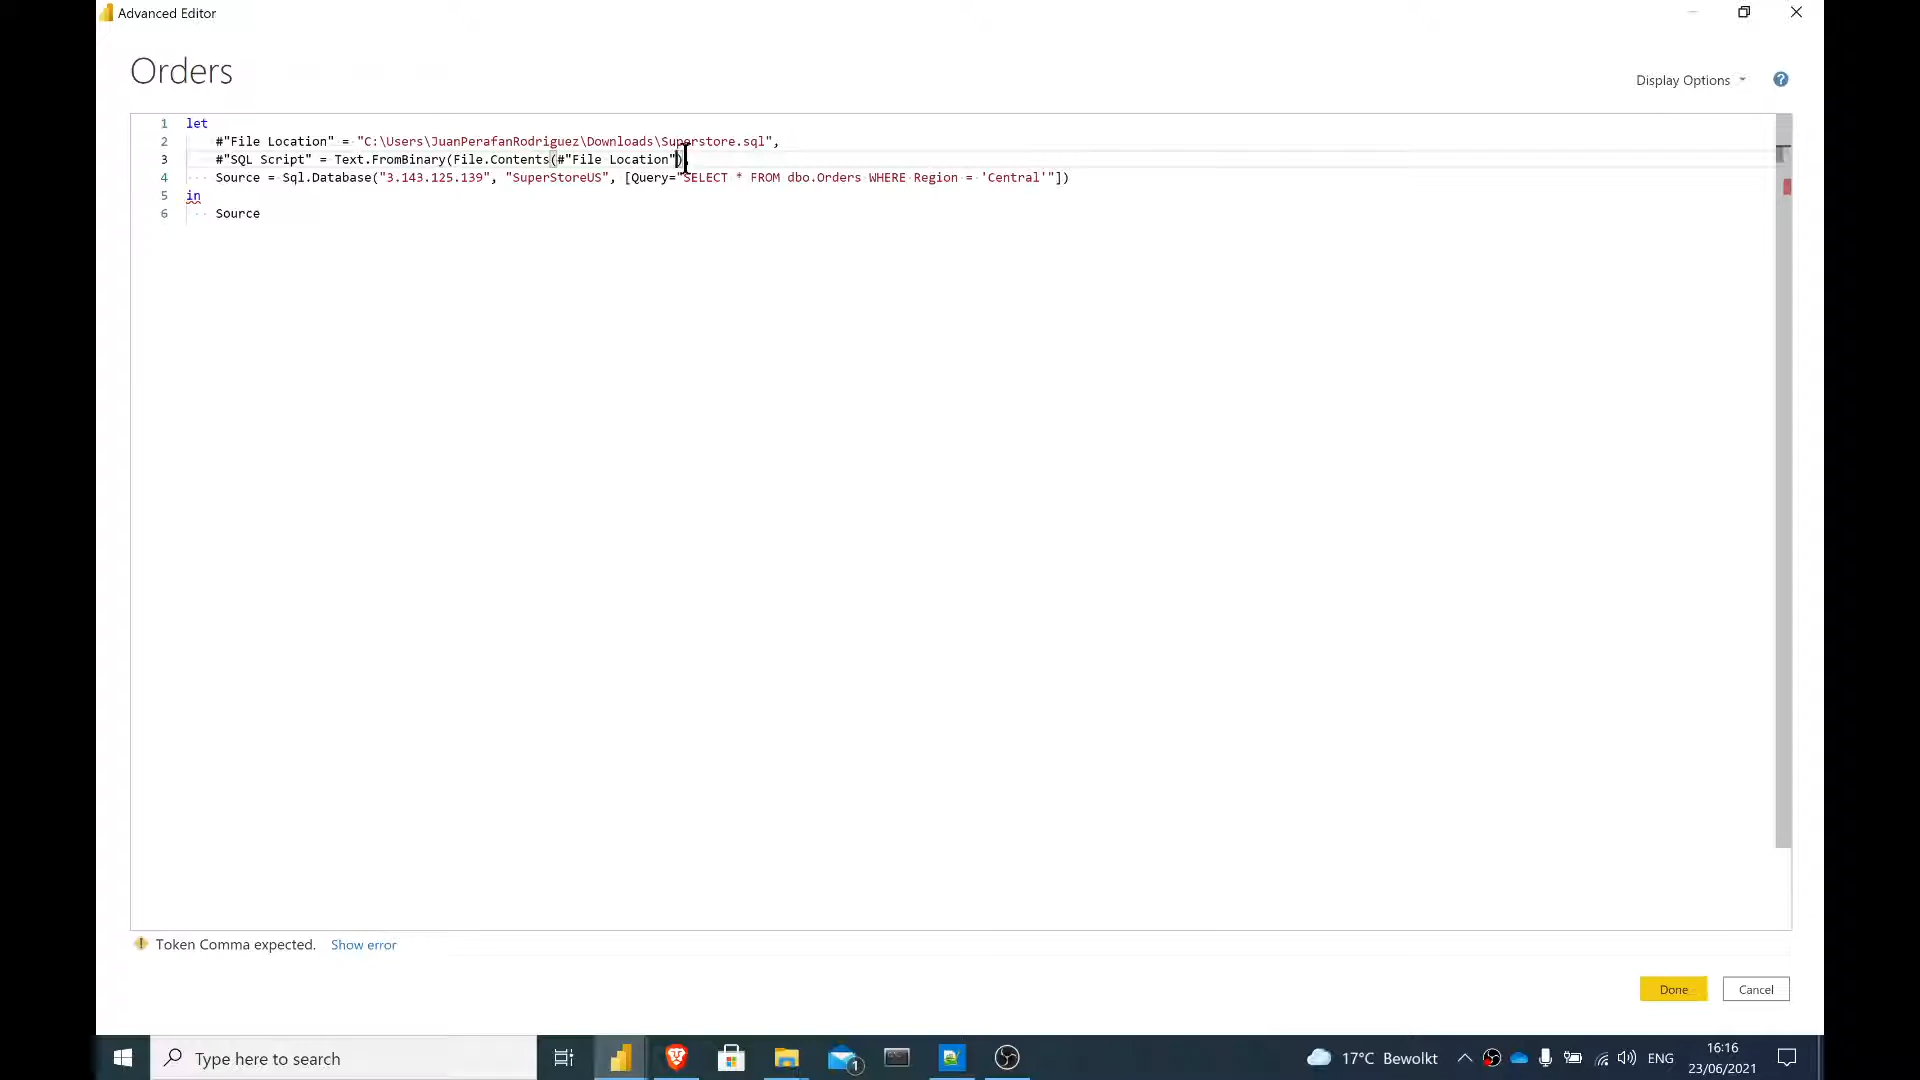 Advanced Editor
Orders
Display Options
?
1 let
2 #"File Location" = "C:\Users\JuanPerafanRodriguez\Downloads\Superstore.sql",
3 #"SQL Script" = Text.FromBinary(File.Contents(#"File Location")
4 Source = Sql.Database("3.143.125.139", "SuperStoreUS", [Query="SELECT * FROM dbo.Orders WHERE Region = 'Central'"])
5 in
6 Source
Token Comma expected. Show error
Done Cancel
Type here to search
1
17°C Bewolkt
ENG
16:16
23/06/2021